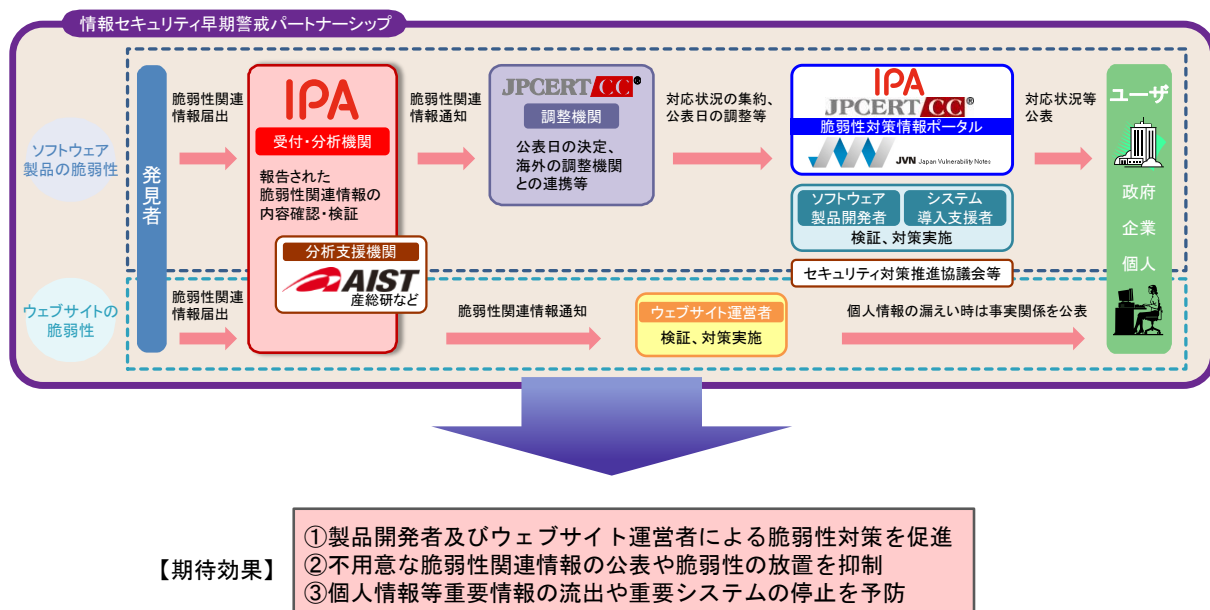 情報セキュリティ早期警戒パートナーシップ
ソフトウェア
製品の脆弱性
ウェブサイトの
脆弱性
発見者
脆弱性関連
情報届出
脆弱性関連
情報届出
IPA
受付・分析機関
報告された
脆弱性関連情報の
内容確認・検証
分析支援機関
AIST
産総研など
脆弱性関連
情報通知
JPCERT CC®
調整機関
公表日の決定、
海外の調整機関
との連携等
対応状況の集約、
公表日の調整等
IPA
JPCERT CC®
脆弱性対策情報ポータル
JVN Japan Vulnerability Notes
ソフトウェア
製品開発者
システム
導入支援者
検証、対策実施
セキュリティ対策推進協議会等
対応状況等
公表
脆弱性関連情報通知
ウェブサイト運営者
検証、対策実施
個人情報の漏えい時は事実関係を公表
ユーザ
政府
企業
個人
【期待効果】
①製品開発者及びウェブサイト運営者による脆弱性対策を促進
②不用意な脆弱性関連情報の公表や脆弱性の放置を抑制
③個人情報等重要情報の流出や重要システムの停止を予防